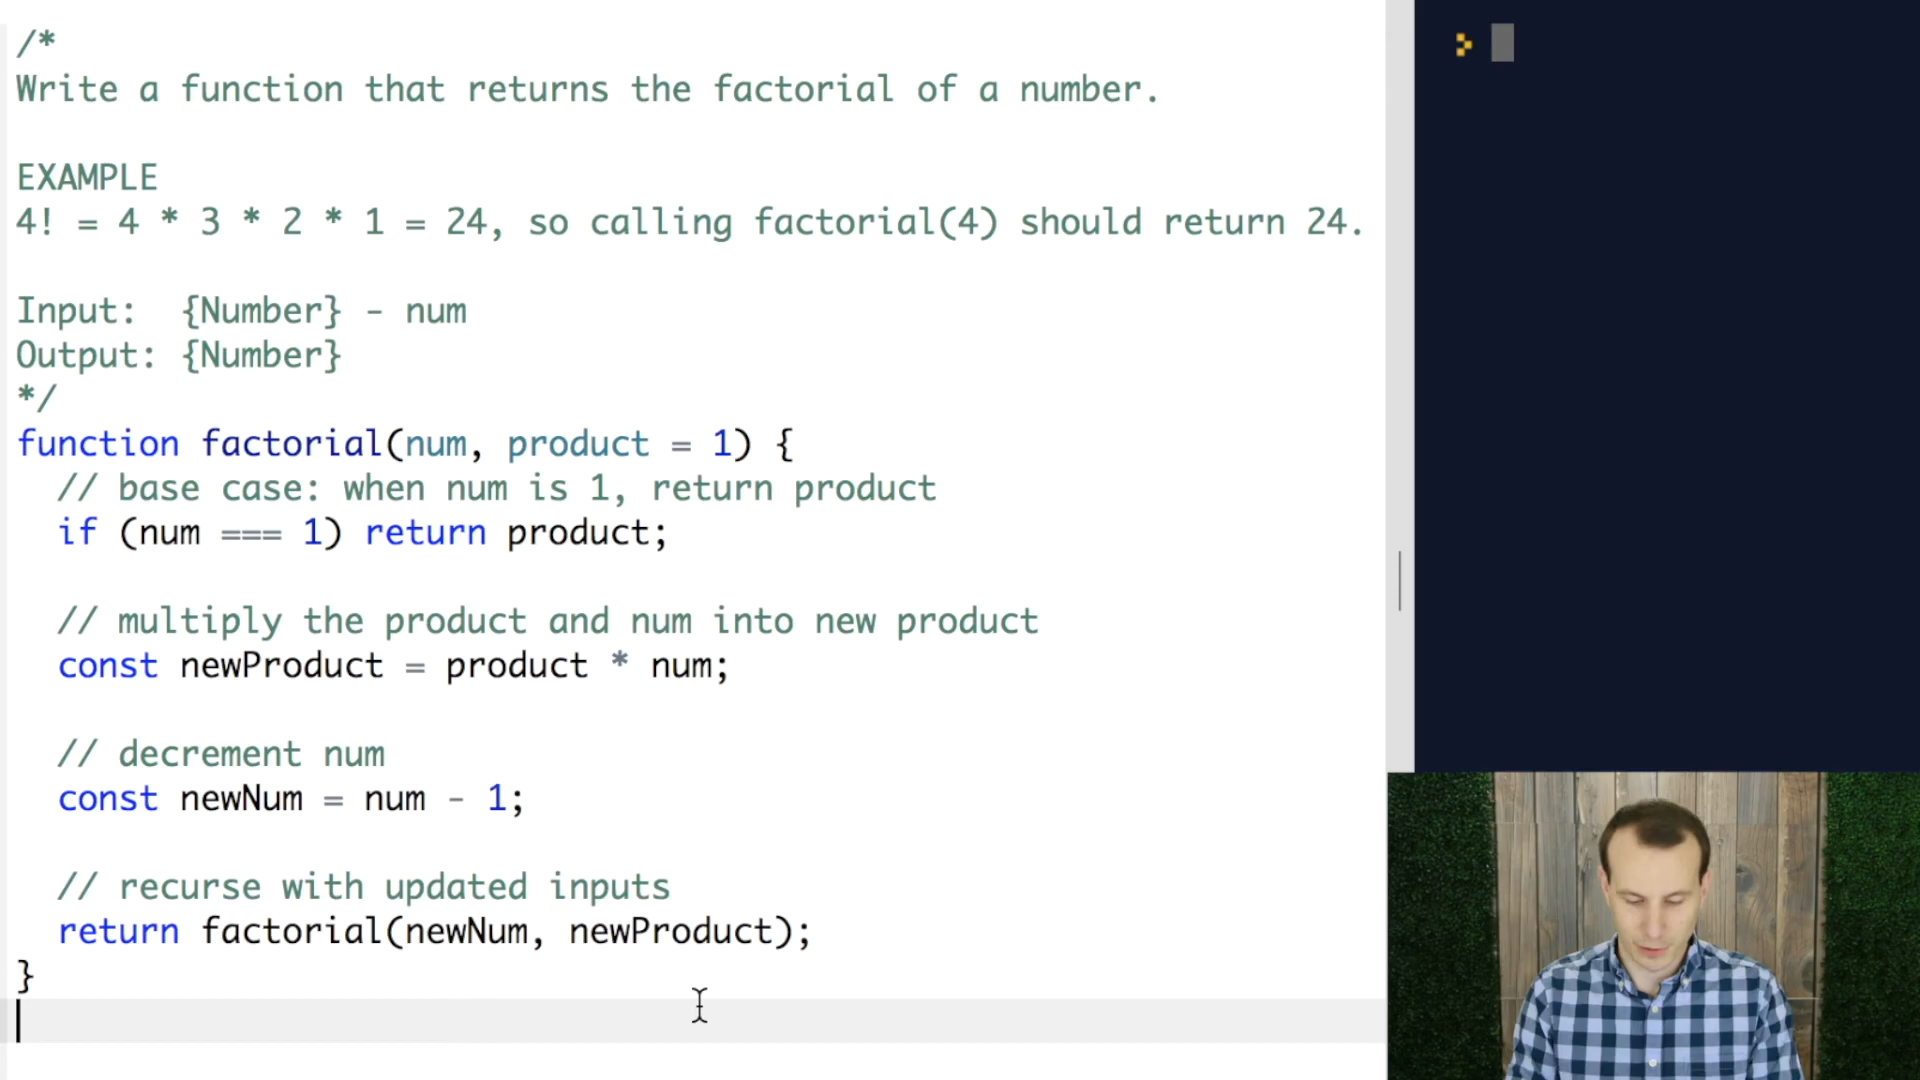 /*
Write a function that returns the factorial of a number.
EXAMPLE
4! = 4 * 3 * 2 * 1 = 24, so calling factorial(4) should return 24.
Input:  {Number} - num
Output: {Number}
*/
function factorial(num, product = 1) {
  // base case: when num is 1, return product
  if (num === 1) return product;
  // multiply the product and num into new product
  const newProduct = product * num;
  // decrement num
  const newNum = num - 1;
  // recurse with updated inputs
  return factorial(newNum, newProduct);
}